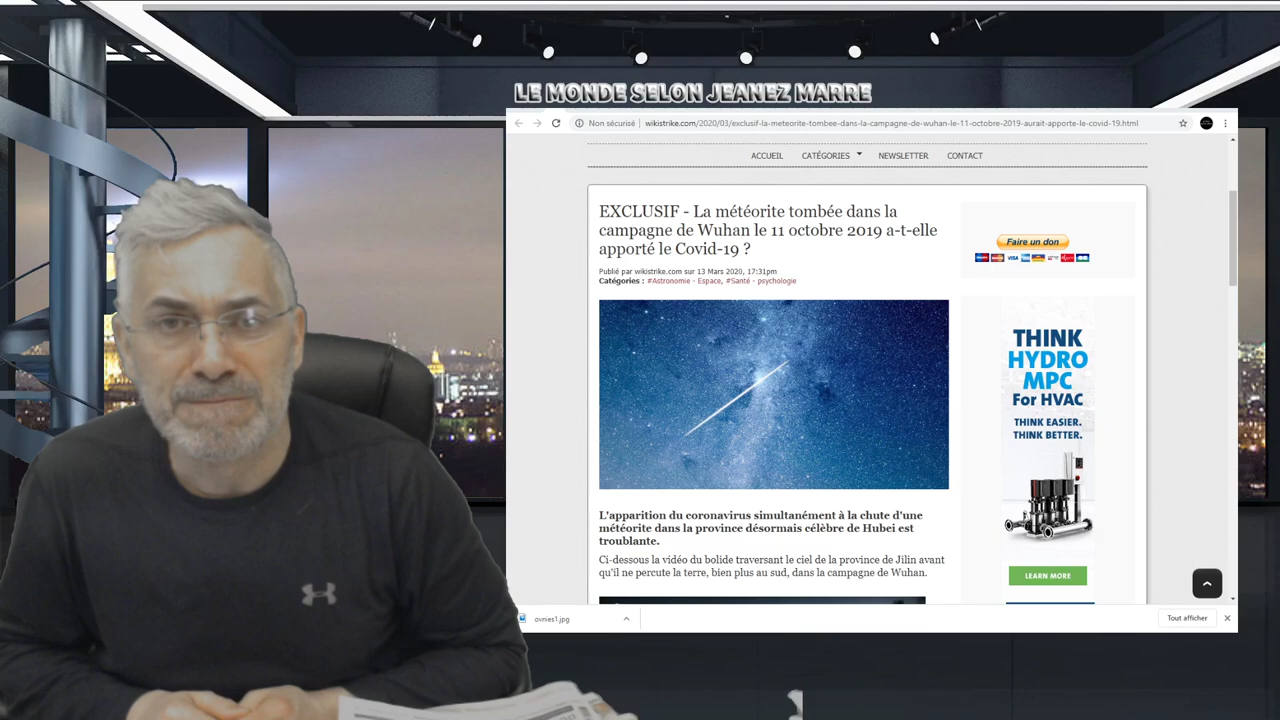 LE MONDE SELON JEANEZ MARRE
Non sécurisé
wikistrike.com/2020/03/exclusif-la-meteorite-tombee-dans-la-campagne-de-wuhan-le-11-octobre-2019-aurait-apporte-le-covid-19.html
ACCUEIL CATÉGORIES NEWSLETTER CONTACT
EXCLUSIF - La météorite tombée dans la
campagne de Wuhan le 11 octobre 2019 a-t-elle
apporté le Covid-19 ?
Publié par wikistrike.com sur 13 Mars 2020, 17:31pm
Catégories : #Astronomie - Espace, #Santé - psychologie
L'apparition du coronavirus simultanément à la chute d'une
météorite dans la province désormais célèbre de Hubei est
troublante.
Ci-dessous la vidéo du bolide traversant le ciel de la province de Jilin avant
qu'il ne percute la terre, bien plus au sud, dans la campagne de Wuhan.
Faire un don
VISA
THINK
HYDRO
MPC
For HVAC
THINK EASIER.
THINK BETTER.
LEARN MORE
ovnies1.jpg
Tout afficher